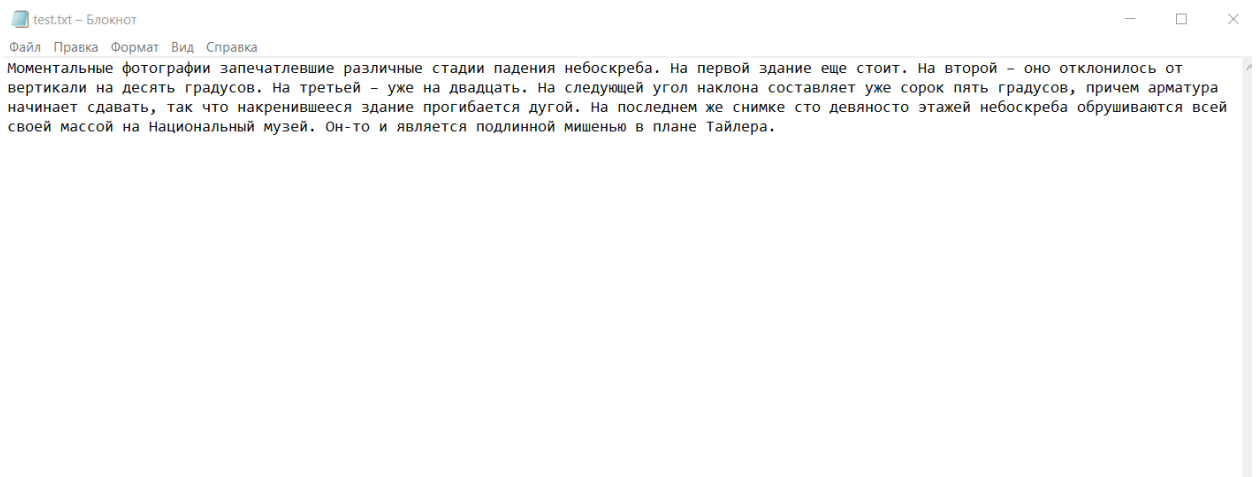 test.txt – Блокнот
Файл Правка Формат Вид Справка
Моментальные фотографии запечатлевшие различные стадии падения небоскреба. На первой здание еще стоит. На второй – оно отклонилось от
вертикали на десять градусов. На третьей – уже на двадцать. На следующей угол наклона составляет уже сорок пять градусов, причем арматура
начинает сдавать, так что накренившееся здание прогибается дугой. На последнем же снимке сто девяносто этажей небоскреба обрушиваются всей
своей массой на Национальный музей. Он-то и является подлинной мишенью в плане Тайлера.